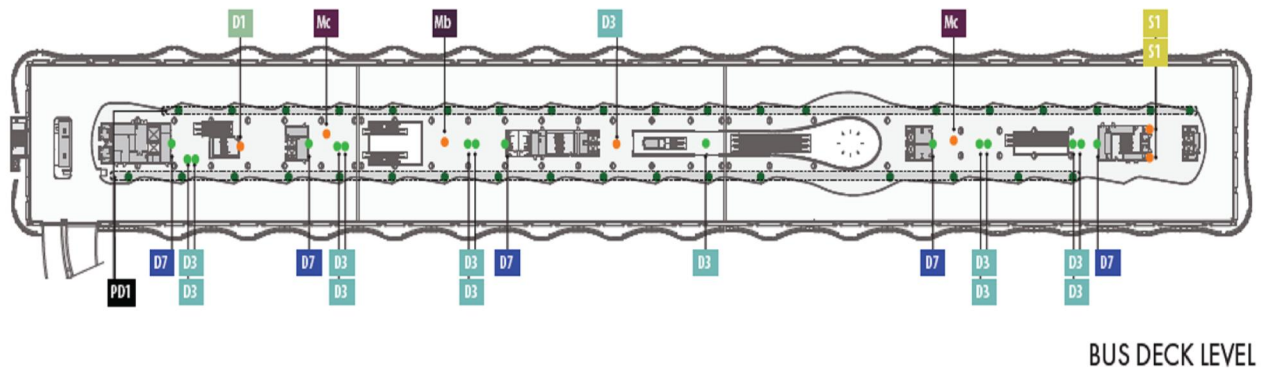 D1 Mc Mb D3 Mc S1
S1
D7 D3 D7 D3 D3 D7 D3 D7 D3 D3 D7
PD1 D3 D3 D3 D3 D3
BUS DECK LEVEL